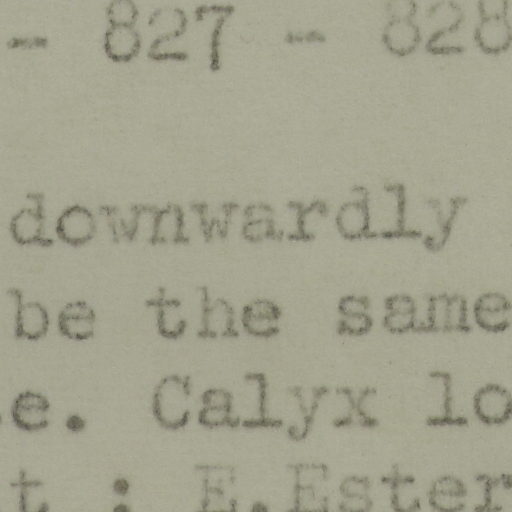 - 827 - 828
downwardly
be the same
e. Calyx lo
t : E.Ester